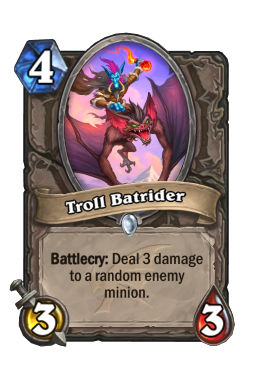 4
Troll Batrider
Battlecry: Deal 3 damage
to a random enemy
minion.
3
3